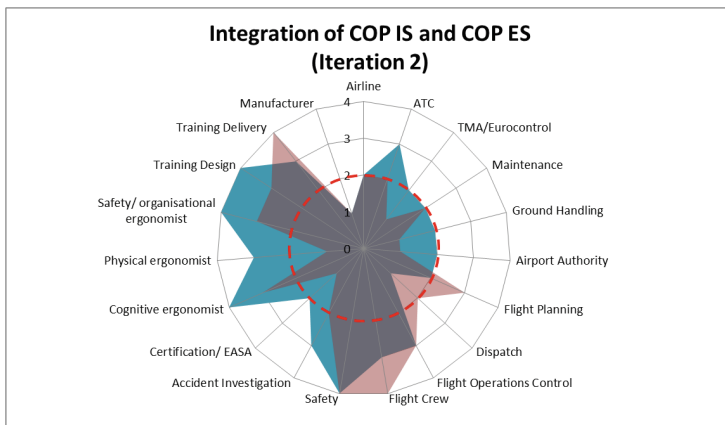 Integration of COP IS and COP ES
(Iteration 2)
Airline
ATC
TMA/Eurocontrol
Maintenance
Ground Handling
Airport Authority
Flight Planning
Dispatch
Flight Operations Control
Flight Crew
Safety
Accident Investigation
Certification/ EASA
Cognitive ergonomist
Physical ergonomist
Safety/ organisational
ergonomist
Training Design
Training Delivery
Manufacturer
4
3
2
1
0